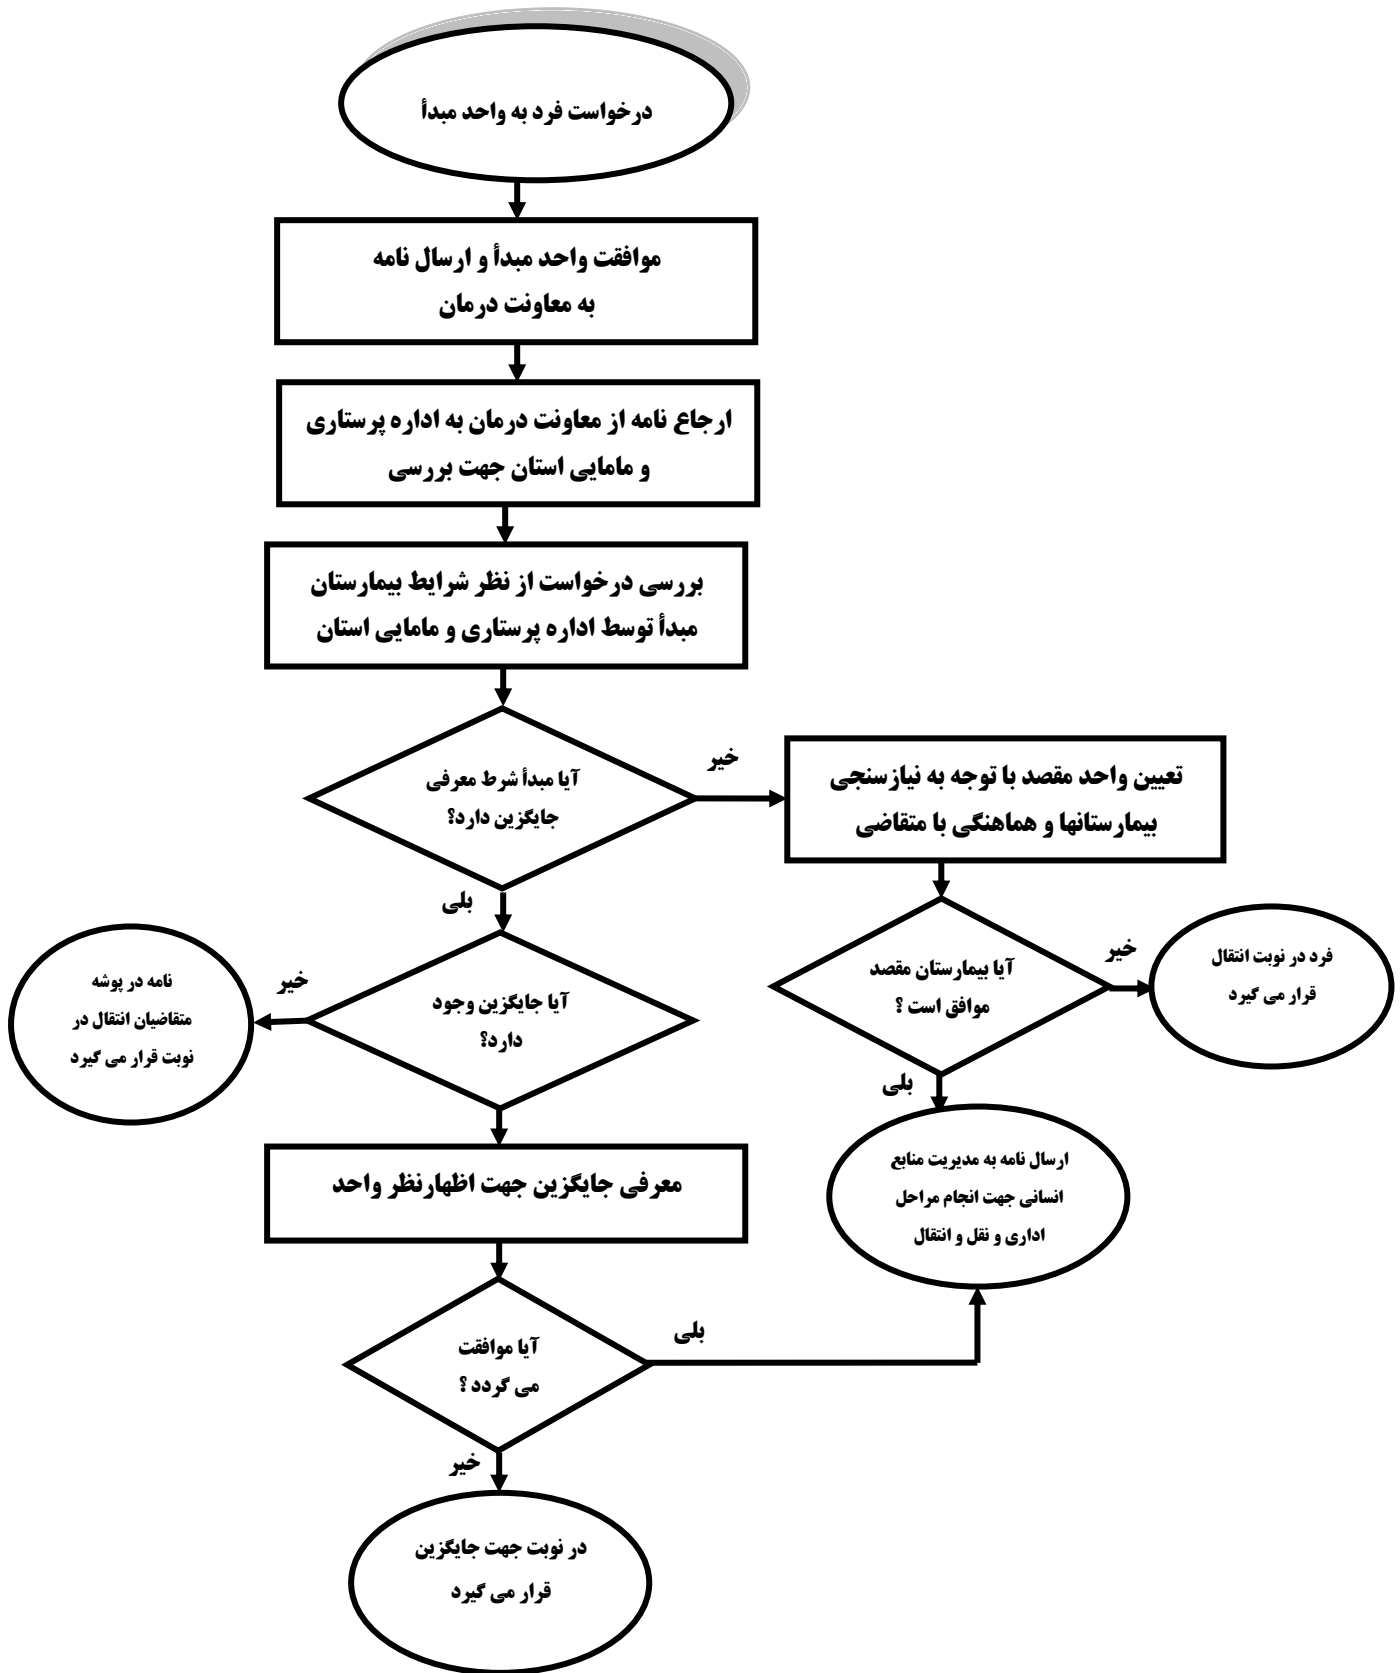 درخواست فرد به واحد مبدأ
موافقت واحد مبدأ و ارسال نامه
به معاونت درمان
ارجاع نامه از معاونت درمان به اداره پرستاری
و مامایی استان جهت بررسی
بررسی درخواست از نظر شرایط بیمارستان
مبدأ توسط اداره پرستاری و مامایی استان
آیا مبدأ شرط معرفی
جایگزین دارد؟
خیر
تعیین واحد مقصد با توجه به نیازسنجی
بیمارستانها و هماهنگی با متقاضی
بلی
آیا بیمارستان مقصد
موافق است ؟
خیر
فرد در نوبت انتقال
قرار می گیرد
آیا جایگزین وجود
دارد؟
خیر
نامه در پوشه
متقاضیان انتقال در
نوبت قرار می گیرد
بلی
ارسال نامه به مدیریت منابع
انسانی جهت انجام مراحل
اداری و نقل و انتقال
معرفی جایگزین جهت اظهارنظر واحد
آیا موافقت
می گردد ؟
بلی
خیر
در نوبت جهت جایگزین
قرار می گیرد